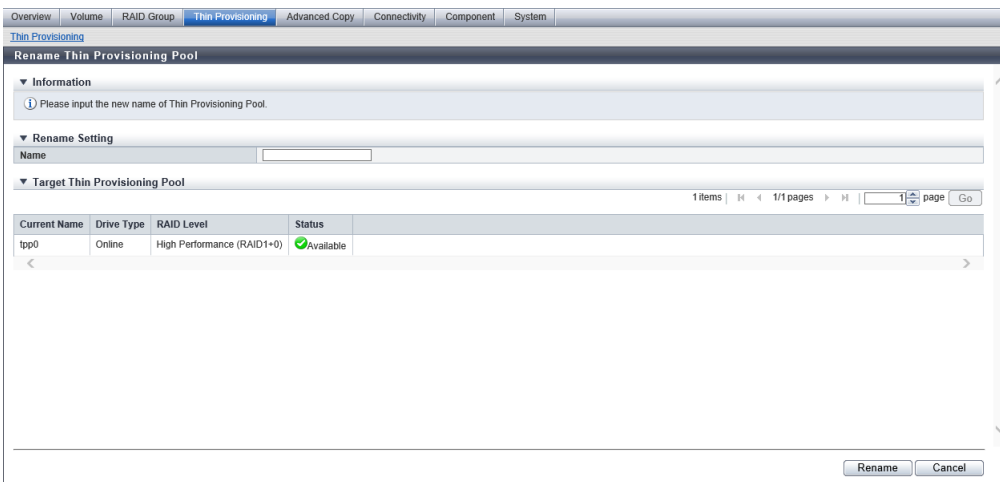 Overview Volume RAID Group Thin Provisioning Advanced Copy Connectivity Component System
Thin Provisioning
Rename Thin Provisioning Pool
Information
Please input the new name of Thin Provisioning Pool.
Rename Setting
Name
Target Thin Provisioning Pool
1 items 1/1 pages 1 page Go
Current Name Drive Type RAID Level Status
tpp0 Online High Performance (RAID1+0) Available
Rename Cancel